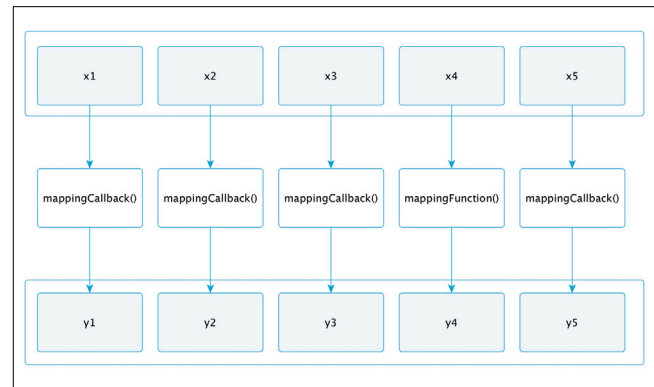 x1 x2 x3 x4 x5
mappingCallback() mappingCallback() mappingCallback() mappingFunction() mappingCallback()
y1 y2 y3 y4 y5